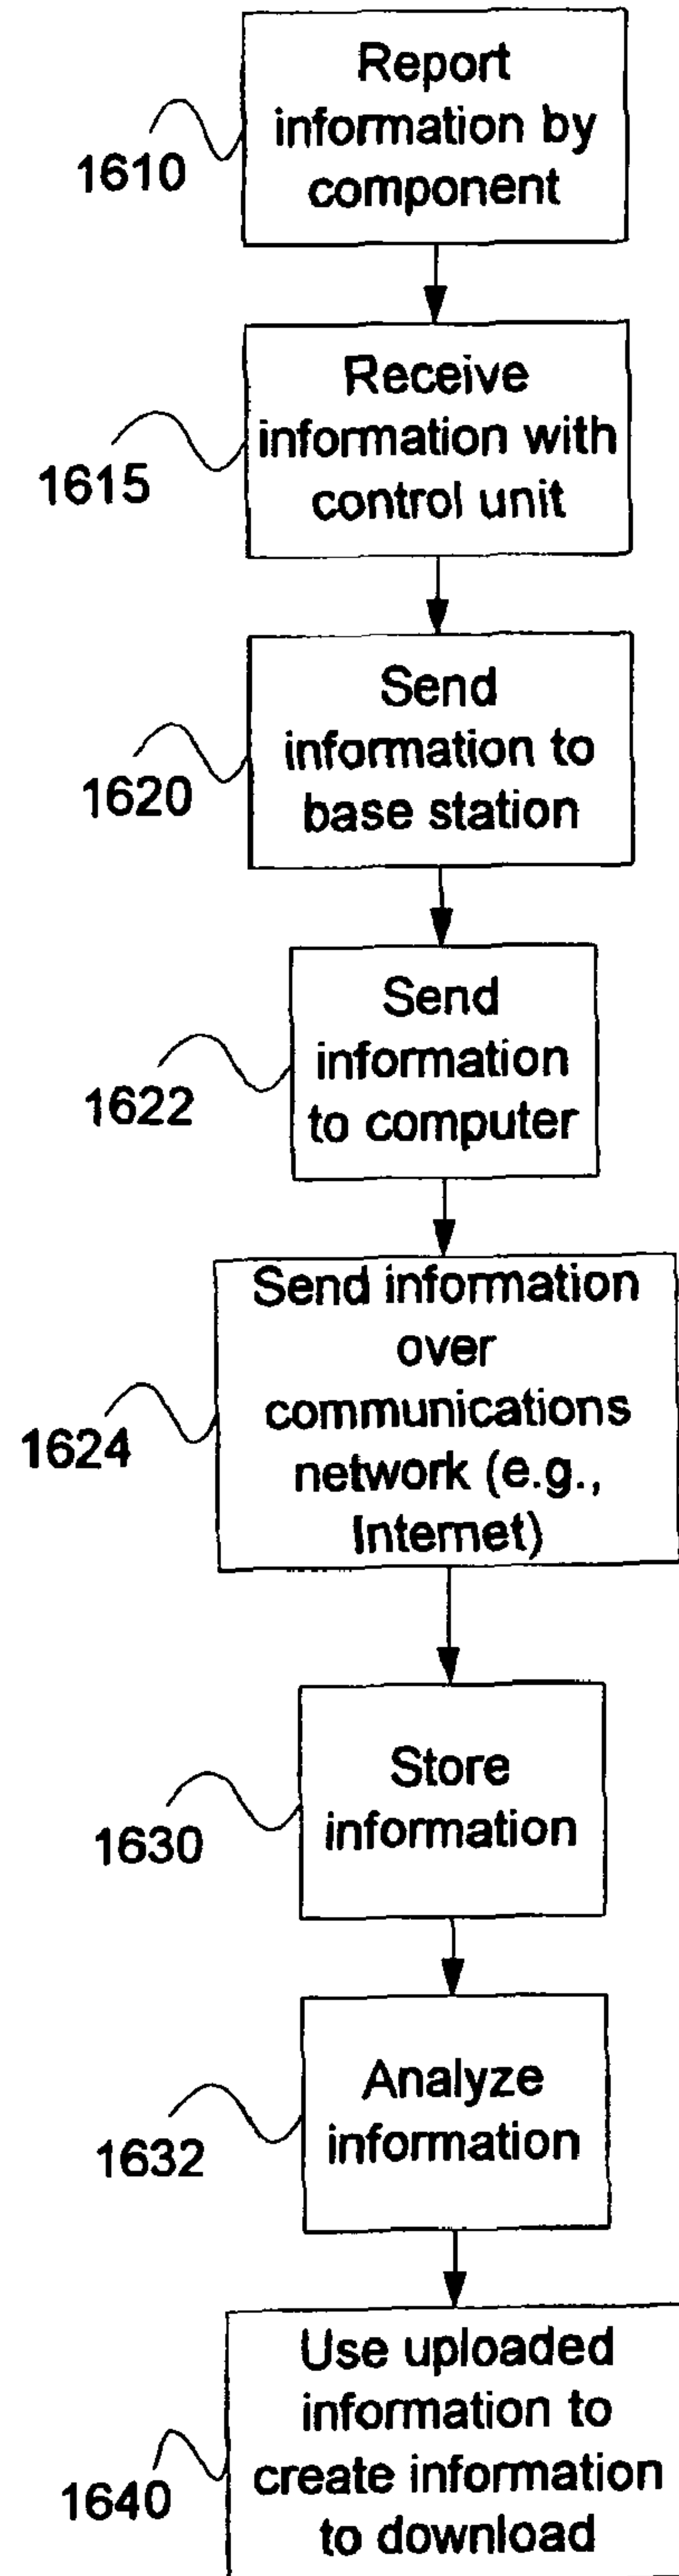 Report
information by
component
1610
Receive
information with
control unit
1615
Send
information to
base station
1620
Send
information
to computer
1622
Send information
over
communications
network (e.g.,
Internet)
1624
Store
information
1630
Analyze
information
1632
Use uploaded
information to
create information
to download
1640